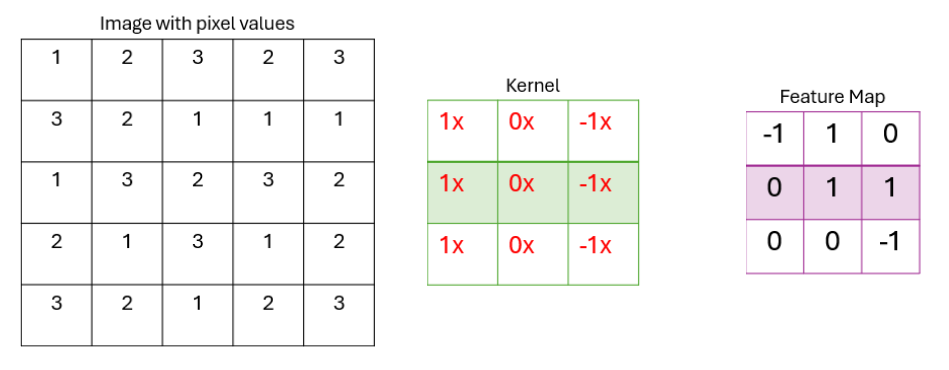 Image with pixel values
1 2 3 2 3
3 2 1 1 1
1 3 2 3 2
2 1 3 1 2
3 2 1 2 3
Kernel
1x 0x -1x
1x 0x -1x
1x 0x -1x
Feature Map
-1 1 0
0 1 1
0 0 -1